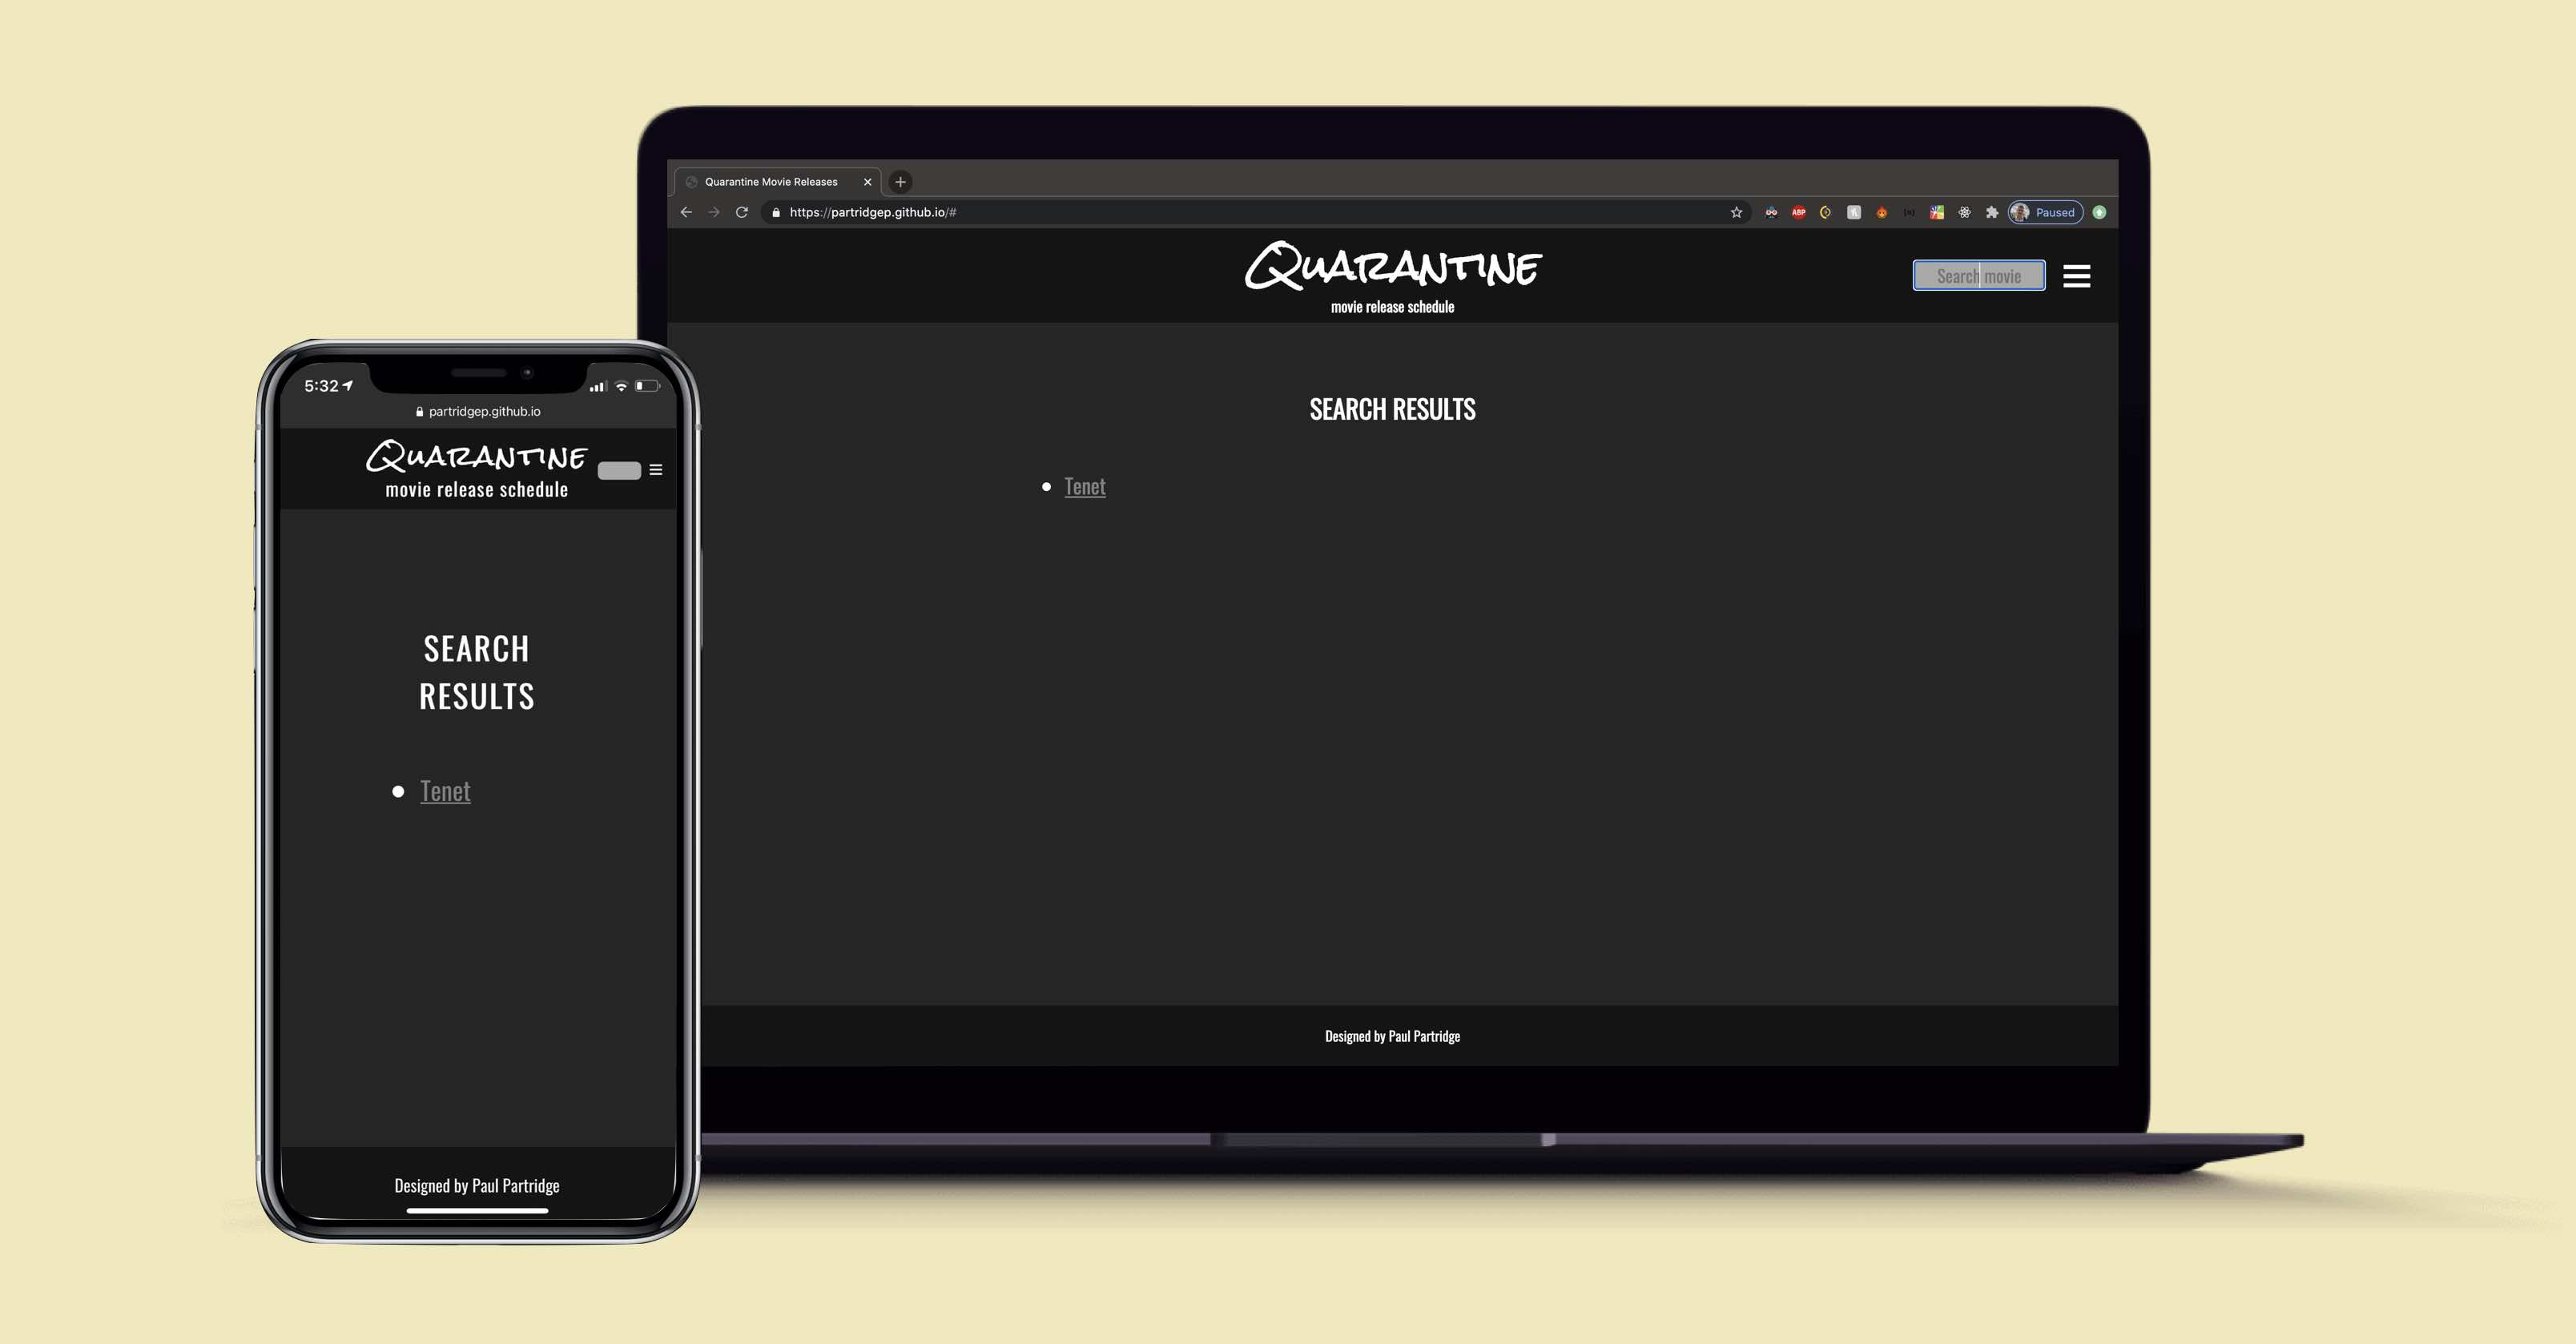 Quarantine Movie Releases
https://partridgep.github.io/#
ABP
Paused
QUARANTINE
movie release schedule
Search movie
SEARCH RESULTS
Tenet
Designed by Paul Partridge
5:32
partridgep.github.io
QUARANTINE
movie release schedule
SEARCH
RESULTS
Tenet
Designed by Paul Partridge